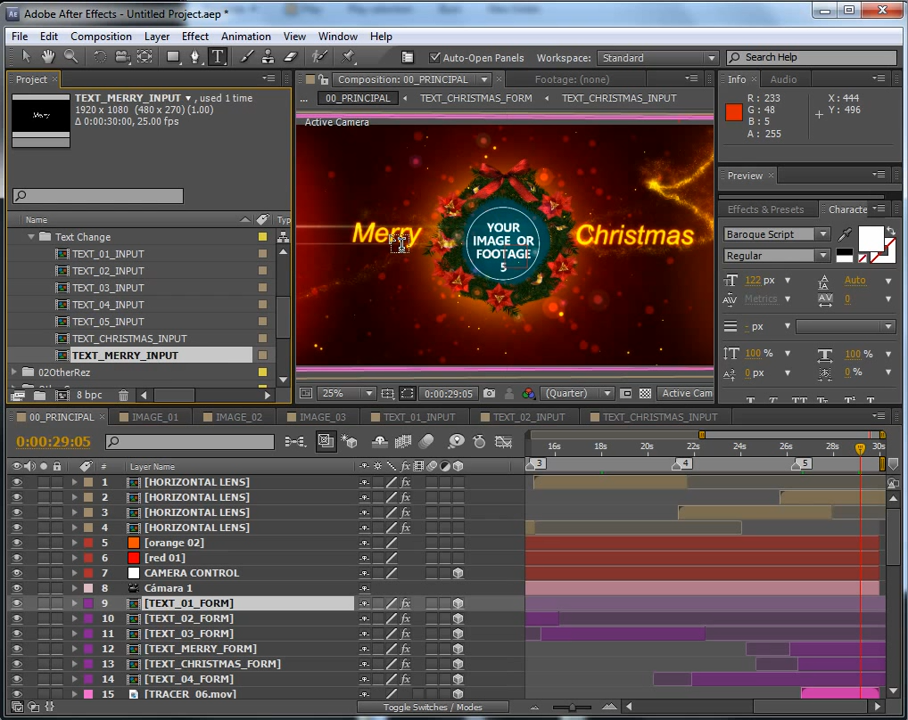 Adobe After Effects - Untitled Project.aep *
File Edit Composition Layer Effect Animation View Window Help
Auto-Open Panels Workspace: Standard Search Help
Project
TEXT_MERRY_INPUT , used 1 time
1920 x 1080 (480 x 270) (1.00)
Δ 0:00:30:00, 25.00 fps
Merry
Name Typ
Text Change
TEXT_01_INPUT
TEXT_02_INPUT
TEXT_03_INPUT
TEXT_04_INPUT
TEXT_05_INPUT
TEXT_CHRISTMAS_INPUT
TEXT_MERRY_INPUT
02OtherRez
8 bpc
Composition: 00_PRINCIPAL Footage: (none)
... 00_PRINCIPAL TEXT_CHRISTMAS_FORM TEXT_CHRISTMAS_INPUT
Active Camera
Merry
YOUR
IMAGE OR
FOOTAGE
5
Christmas
25% 0:00:29:05 (Quarter) Active Cam
Info Audio
R: 233 X: 444
G: 48 Y: 496
B: 5
A: 255
Preview
Effects & Presets Characte
Baroque Script
Regular
122 px Auto
Metrics 0
- px
100 % 100 %
0 px 0 %
T T TT Tt
00_PRINCIPAL IMAGE_01 IMAGE_02 IMAGE_03 TEXT_01_INPUT TEXT_02_INPUT TEXT_CHRISTMAS_INPUT
0:00:29:05
16s 18s 20s 22s 24s 26s 28s 30s
# Layer Name
3 4 5
1 [HORIZONTAL LENS]
2 [HORIZONTAL LENS]
3 [HORIZONTAL LENS]
4 [HORIZONTAL LENS]
5 [orange 02]
6 [red 01]
7 CAMERA CONTROL
8 Cámara 1
9 [TEXT_01_FORM]
10 [TEXT_02_FORM]
11 [TEXT_03_FORM]
12 [TEXT_MERRY_FORM]
13 [TEXT_CHRISTMAS_FORM]
14 [TEXT_04_FORM]
15 [TRACER_06.mov]
Toggle Switches / Modes